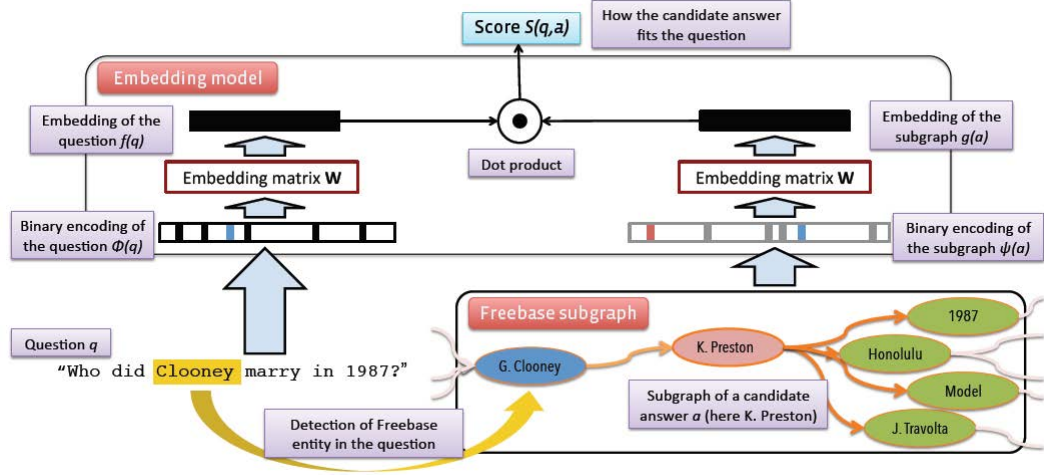 Score S(q,a)
How the candidate answer
fits the question
Embedding model
Embedding of the
question f(q)
Embedding of the
subgraph g(a)
Dot product
Embedding matrix W
Embedding matrix W
Binary encoding of
the question Φ(q)
Binary encoding of
the subgraph ψ(a)
Freebase subgraph
Question q
“Who did Clooney marry in 1987?”
G. Clooney
K. Preston
1987
Honolulu
Model
J. Travolta
Subgraph of a candidate
answer a (here K. Preston)
Detection of Freebase
entity in the question